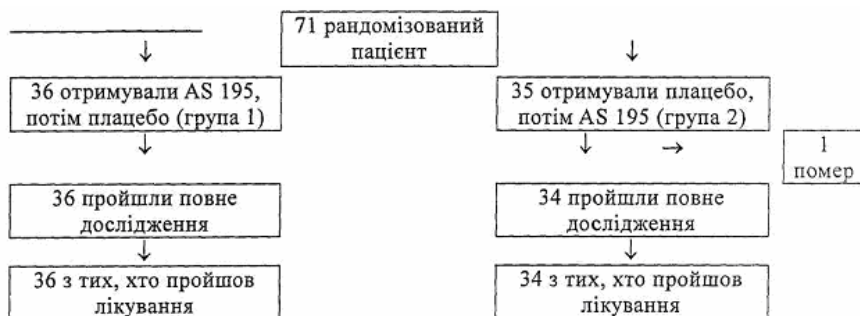 71 рандомізований
пацієнт
↓ ↓
36 отримували AS 195,
потім плацебо (група 1)
35 отримували плацебо,
потім AS 195 (група 2)
↓ ↓ →
1
помер
36 пройшли повне
дослідження
34 пройшли повне
дослідження
↓ ↓
36 з тих, хто пройшов
лікування
34 з тих, хто пройшов
лікування